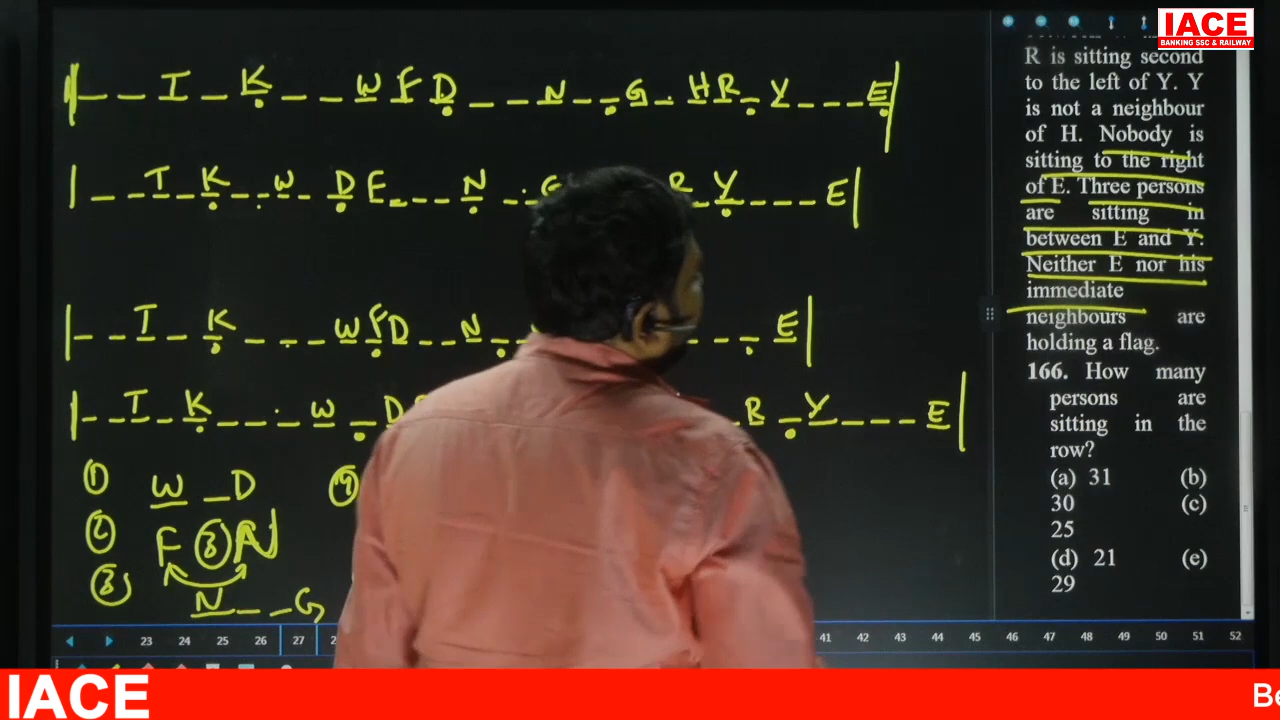 IACE
BANKING SSC & RAILWAY
R is sitting second
to the left of Y. Y
is not a neighbour
of H. Nobody is
sitting to the right
of E. Three persons
are sitting in
between E and Y.
Neither E nor his
immediate
neighbours are
holding a flag.
166. How many
persons are
sitting in the
row?
(a) 31 (b)
30 (c)
25
(d) 21 (e)
29
|_ _ T _ K _ _ W F D _ _ _ N _ _ G _ H R _ Y _ _ _ E|
|_ _ T _ K _ _ W _ D F _ _ _ N _ _ R _ Y _ _ _ E|
|_ _ T _ K _ _ _ W F D _ _ N _ _ _ _ E|
|_ _ T _ K _ _ _ W _ D R _ Y _ _ _ _ E|
① W _ D
② F ③ N
③ N _ _ G
④
23 24 25 26 27 41 42 43 44 45 46 47 48 49 50 51 52
IACE